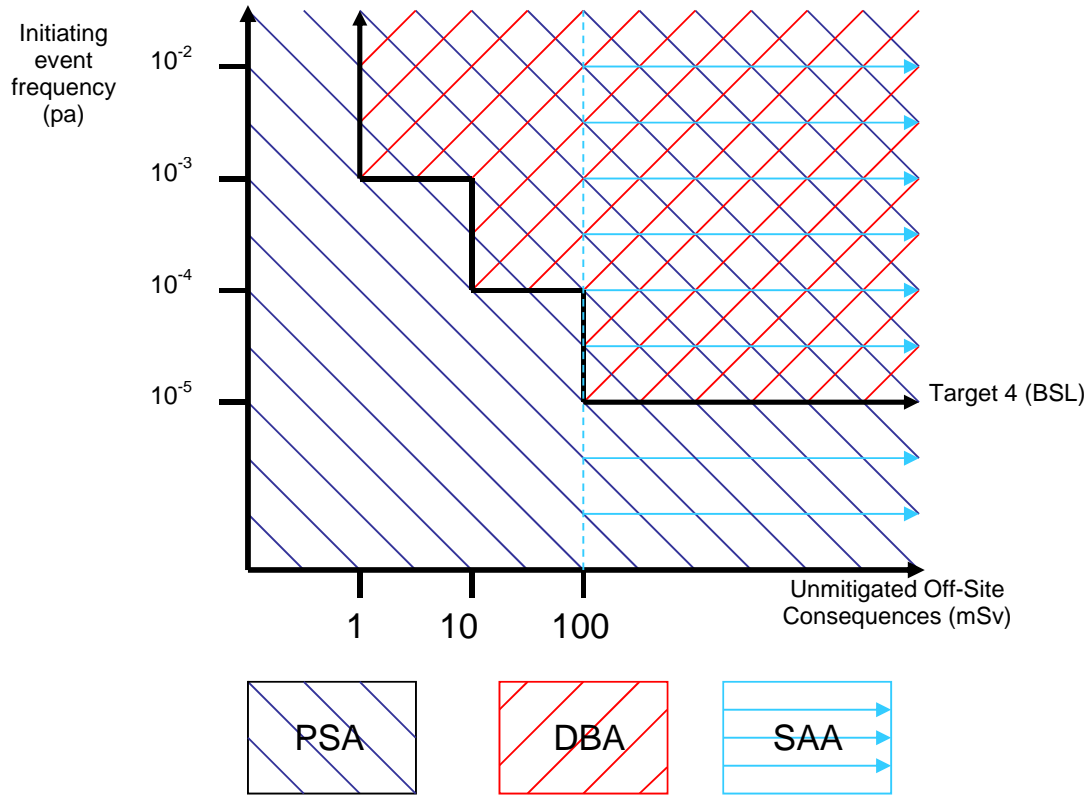 Initiating
event
frequency
(pa)
10-2
10-3
10-4
10-5
Target 4 (BSL)
Unmitigated Off-Site
Consequences (mSv)
1 10 100
PSA DBA SAA